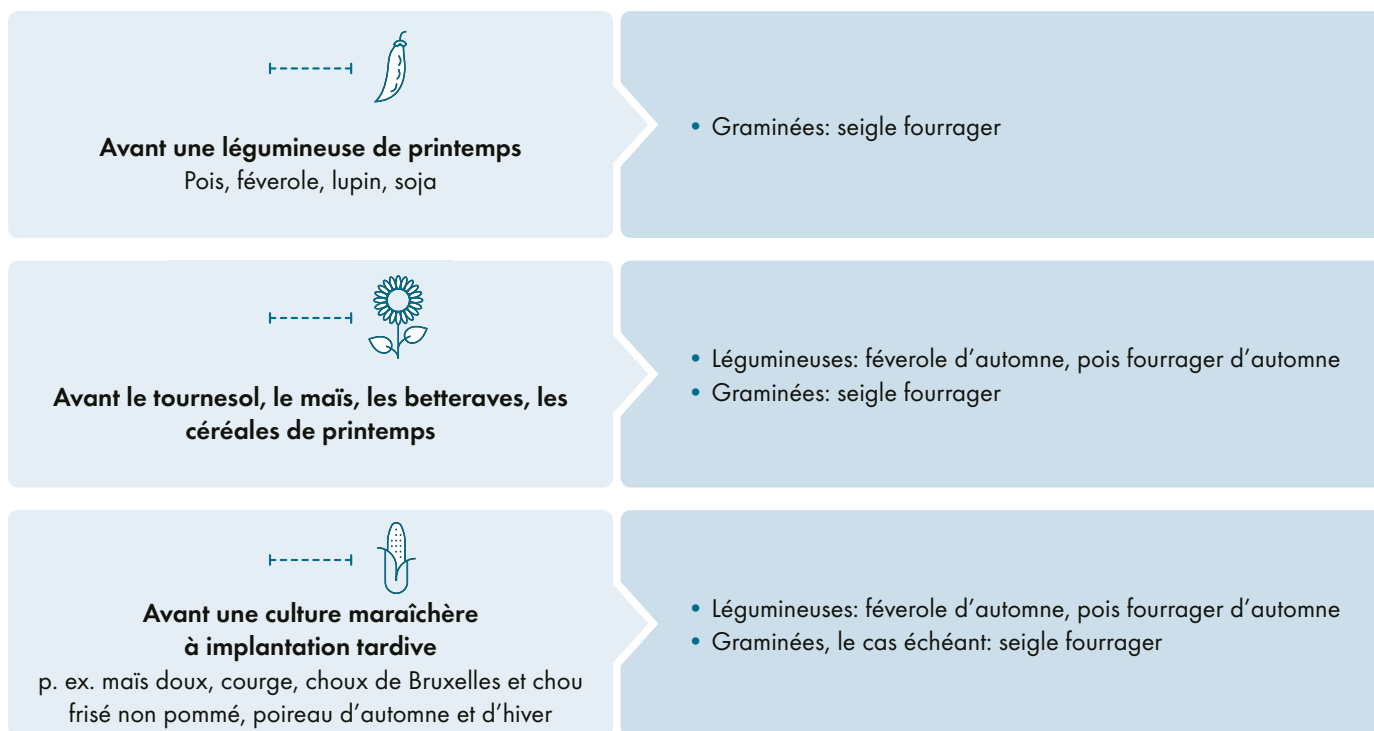 Avant une légumineuse de printemps
Pois, féverole, lupin, soja
• Graminées: seigle fourrager
Avant le tournesol, le maïs, les betteraves, les
céréales de printemps
• Légumineuses: féverole d’automne, pois fourrager d’automne
• Graminées: seigle fourrager
Avant une culture maraîchère
à implantation tardive
p. ex. maïs doux, courge, choux de Bruxelles et chou
frisé non pommé, poireau d’automne et d’hiver
• Légumineuses: féverole d’automne, pois fourrager d’automne
• Graminées, le cas échéant: seigle fourrager